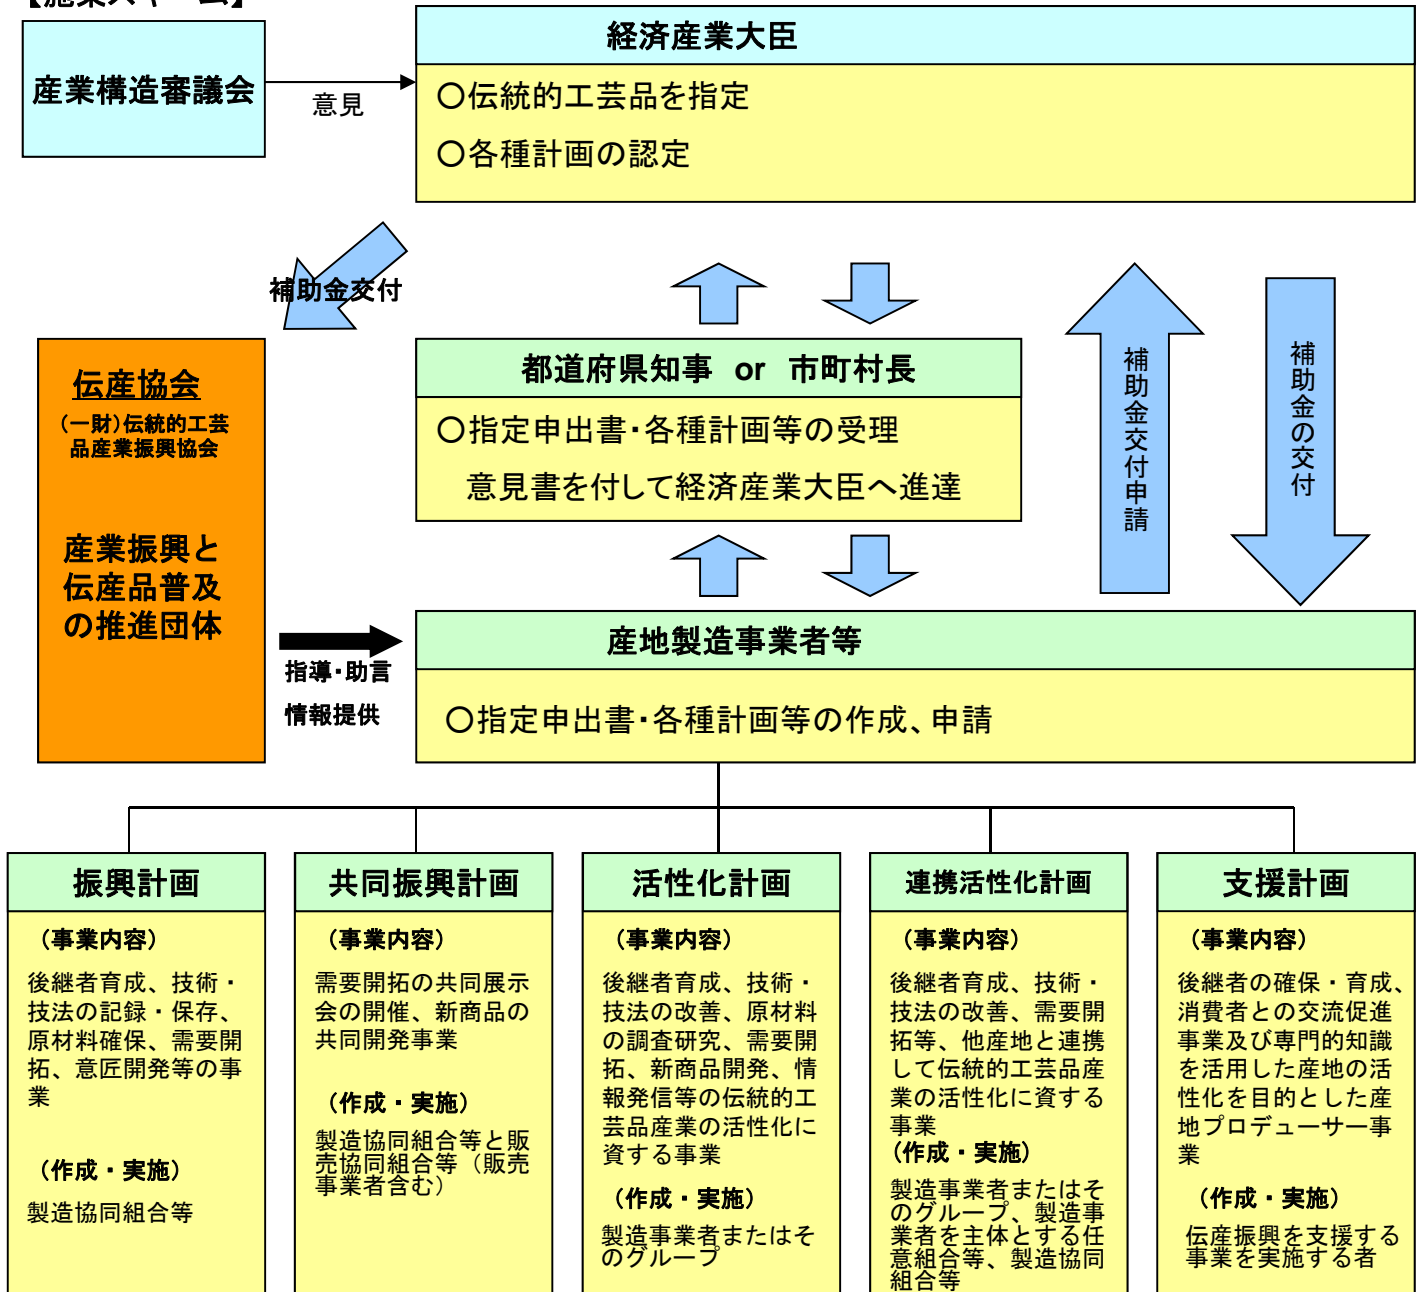 【施策スキーム】
産業構造審議会
意見
経済産業大臣
○伝統的工芸品を指定
○各種計画の認定
補助金交付
都道府県知事 or 市町村長
○指定申出書・各種計画等の受理
意見書を付して経済産業大臣へ進達
補助金交付申請
補助金の交付
伝産協会
(一財)伝統的工芸
品産業振興協会
産業振興と
伝産品普及
の推進団体
指導・助言
情報提供
産地製造事業者等
○指定申出書・各種計画等の作成、申請
振興計画
(事業内容)
後継者育成、技術・
技法の記録・保存、
原材料確保、需要開
拓、意匠開発等の事
業
(作成・実施)
製造協同組合等
共同振興計画
(事業内容)
需要開拓の共同展示
会の開催、新商品の
共同開発事業
(作成・実施)
製造協同組合等と販
売協同組合等(販売
事業者含む)
活性化計画
(事業内容)
後継者育成、技術・
技法の改善、原材料
の調査研究、需要開
拓、新商品開発、情
報発信等の伝統的工
芸品産業の活性化に
資する事業
(作成・実施)
製造事業者またはそ
のグループ
連携活性化計画
(事業内容)
後継者育成、技術・
技法の改善、需要開
拓等、他産地と連携
して伝統的工芸品産
業の活性化に資する
事業
(作成・実施)
製造事業者またはそ
のグループ、製造事
業者を主体とする任
意組合等、製造協同
組合等
支援計画
(事業内容)
後継者の確保・育成、
消費者との交流促進
事業及び専門的知識
を活用した産地の活
性化を目的とした産
地プロデューサー事
業
(作成・実施)
伝産振興を支援する
事業を実施する者